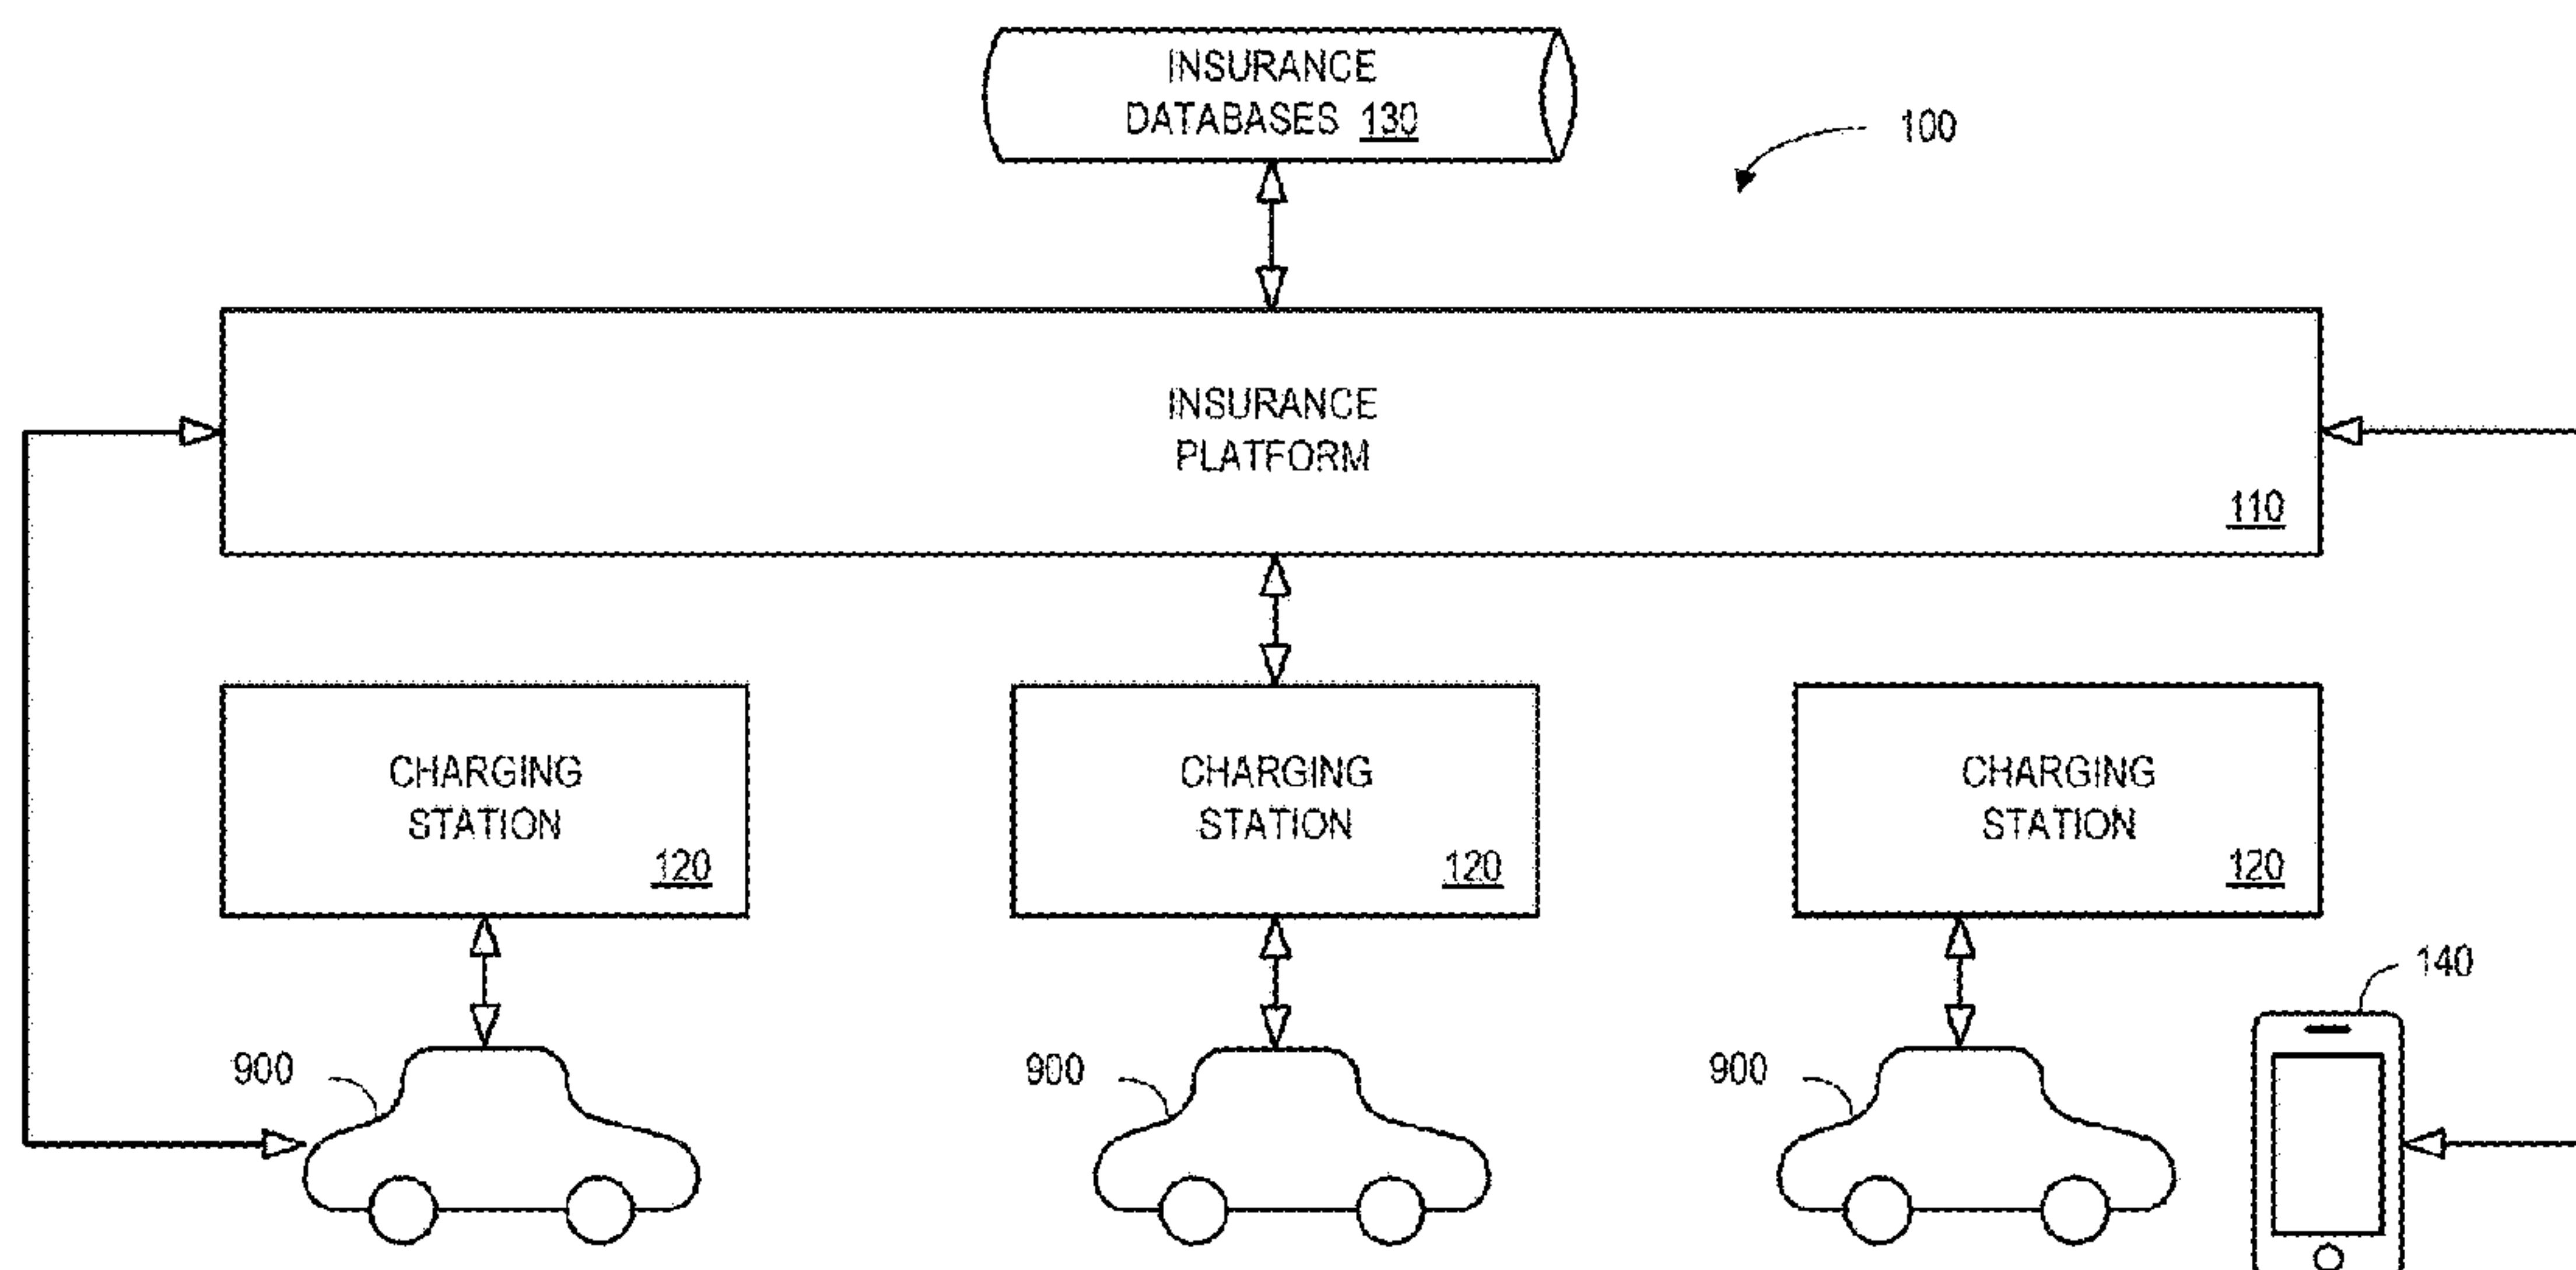 INSURANCE
DATABASES 130
100
INSURANCE
PLATFORM
110
CHARGING
STATION
120
CHARGING
STATION
120
CHARGING
STATION
120
140
900
900
900